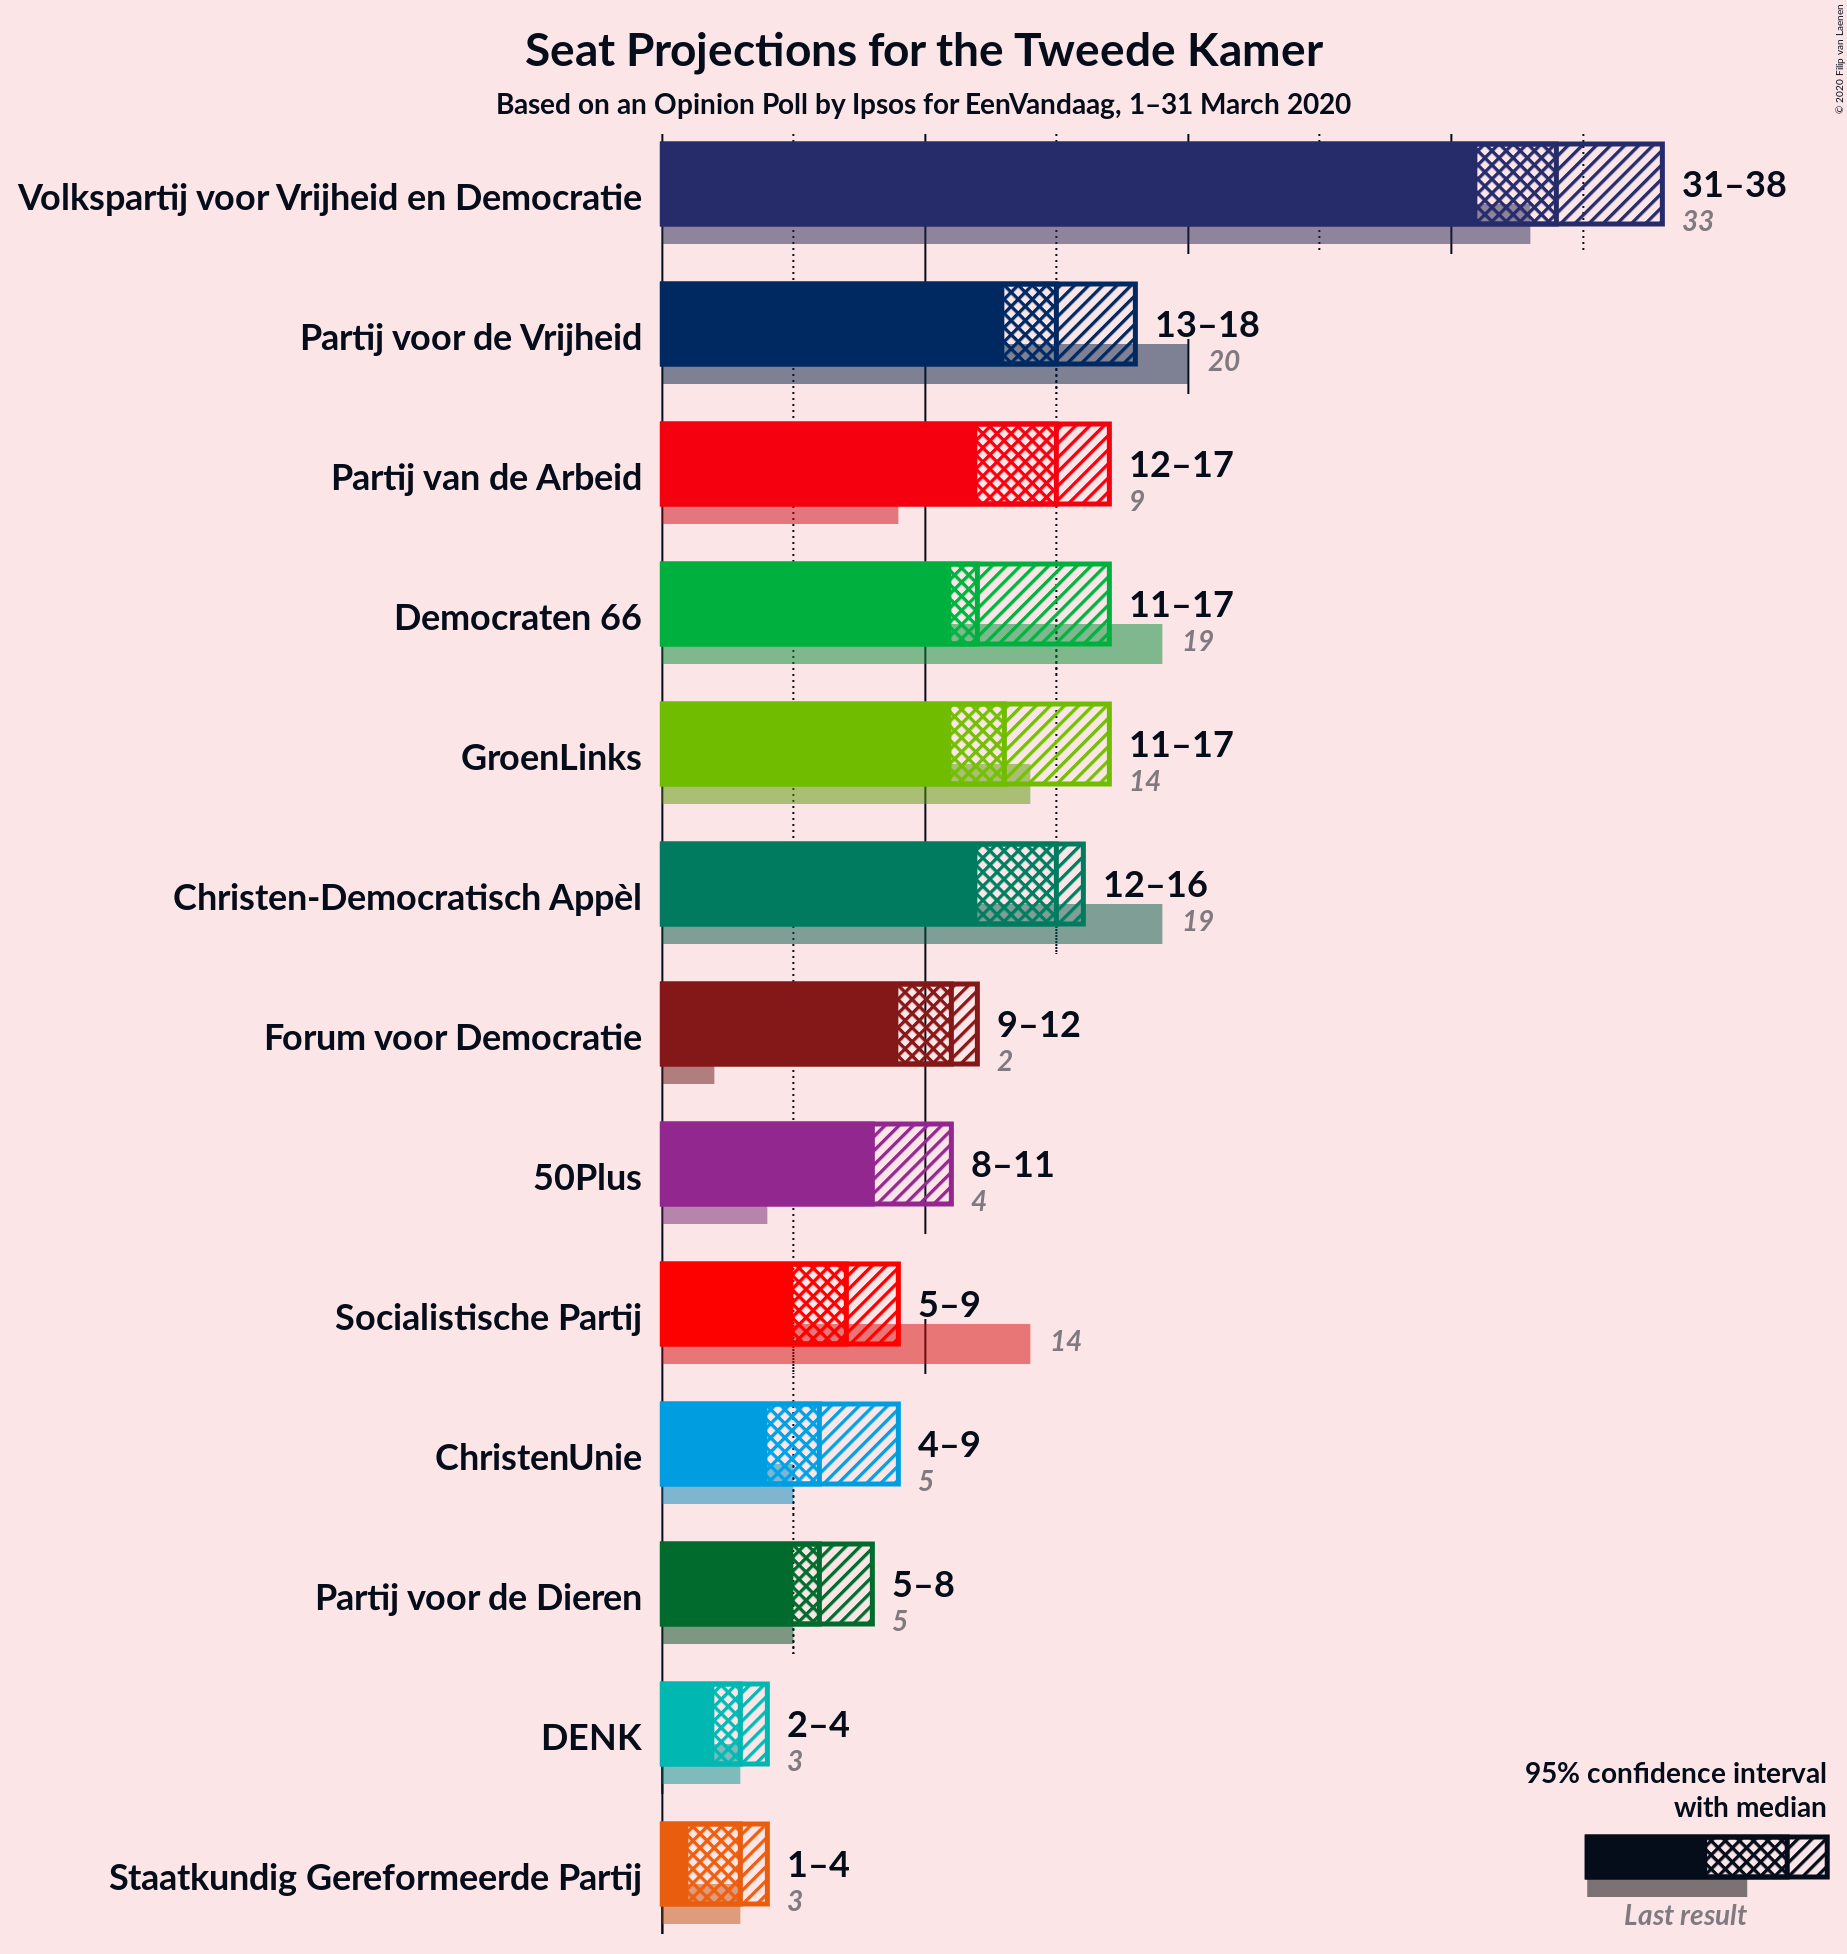 Seat Projections for the Tweede Kamer
Based on an Opinion Poll by Ipsos for EenVandaag, 1–31 March 2020
© 2020 Filip van Laenen
Volkspartij voor Vrijheid en Democratie
31–38
33
Partij voor de Vrijheid
13–18
20
Partij van de Arbeid
12–17
9
Democraten 66
11–17
19
GroenLinks
11–17
14
Christen-Democratisch Appèl
12–16
19
Forum voor Democratie
9–12
2
50Plus
8–11
4
Socialistische Partij
5–9
14
ChristenUnie
4–9
5
Partij voor de Dieren
5–8
5
DENK
2–4
3
Staatkundig Gereformeerde Partij
1–4
3
95% confidence interval
with median
Last result